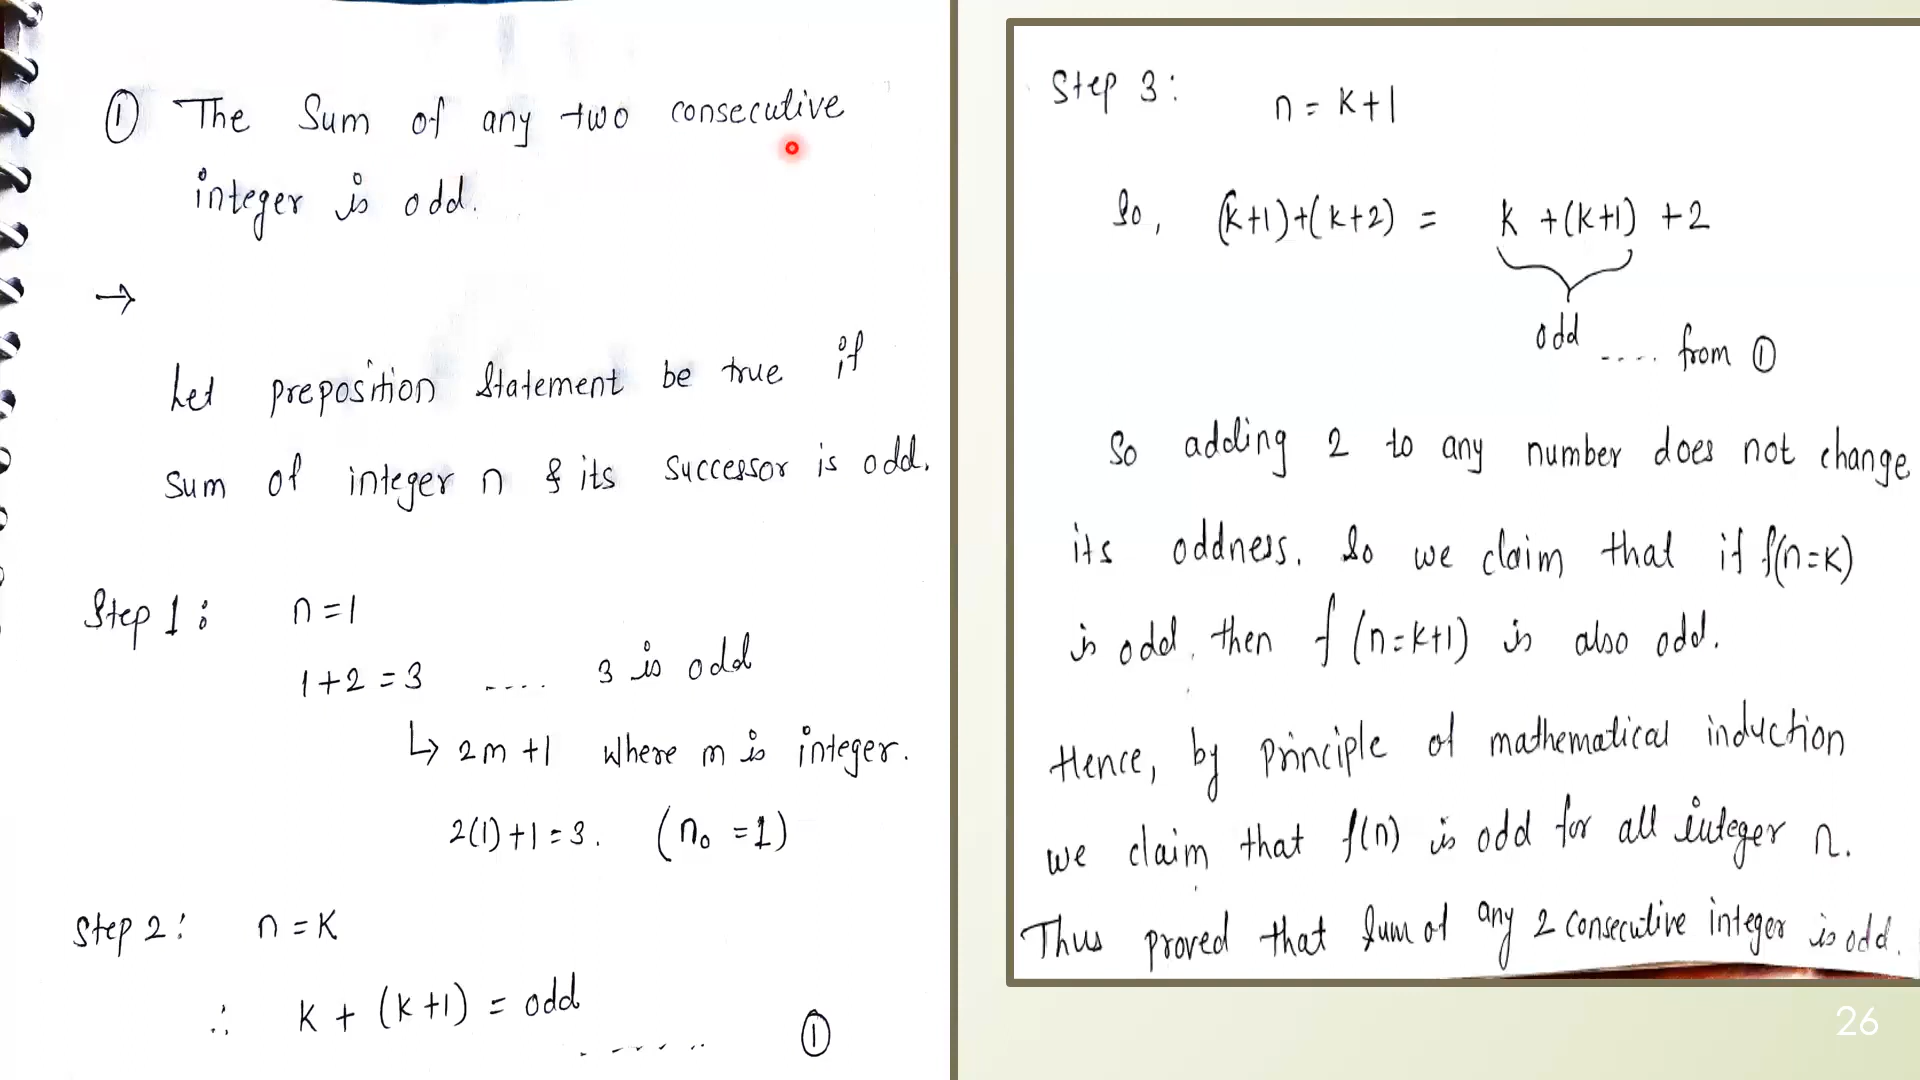 ① The Sum of any two consecutive
integer is odd.
→
Let preposition Statement be true if
sum of integer n & its successor is odd.
Step 1: n=1
1+2=3 .... 3 is odd
↳ 2m+1 where m is integer.
2(1)+1=3. (n₀ =1)
Step 2: n=K
∴ k + (k+1) = odd
...... ①
Step 3: n = k+1
So, (k+1)+(k+2) = k +(k+1) +2
odd .... from ①
So adding 2 to any number does not change
its oddness. So we claim that if f(n=k)
is odd, then f (n=k+1) is also odd.
Hence, by principle of mathematical induction
we claim that f(n) is odd for all integer n.
Thus proved that Sum of any 2 consecutive integer is odd.
26